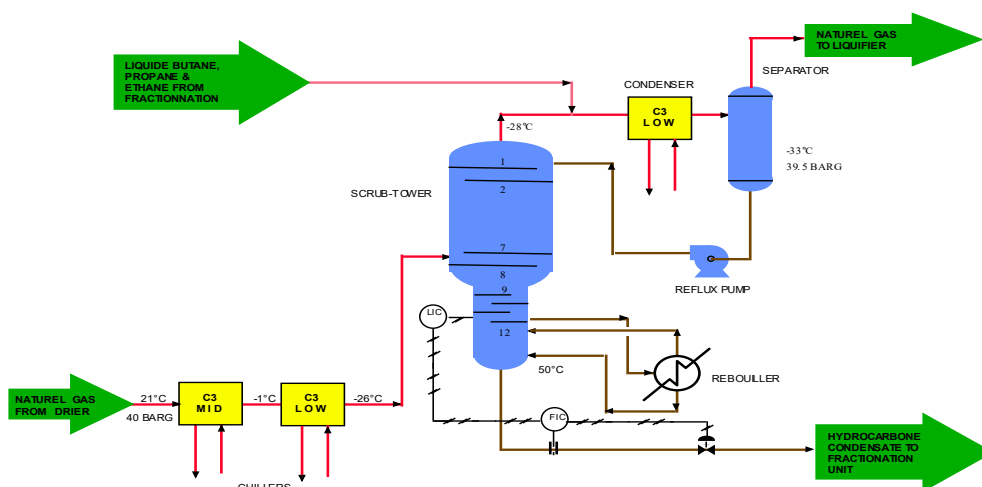 NATUREL GAS
TO LIQUIFIER
LIQUIDE BUTANE,
PROPANE &
ETHANE FROM
FRACTIONNATION
SEPARATOR
CONDENSER
C3
LOW
-28°C
-33°C
39.5 BARG
SCRUB-TOWER
1
2
7
8
9
12
REFLUX PUMP
LIC
50°C
REBOUILLER
NATUREL GAS
FROM DRIER
21°C
40 BARG
C3
MID
-1°C
C3
LOW
-26°C
FIC
HYDROCARBONE
CONDENSATE TO
FRACTIONATION
UNIT
CHILLERS